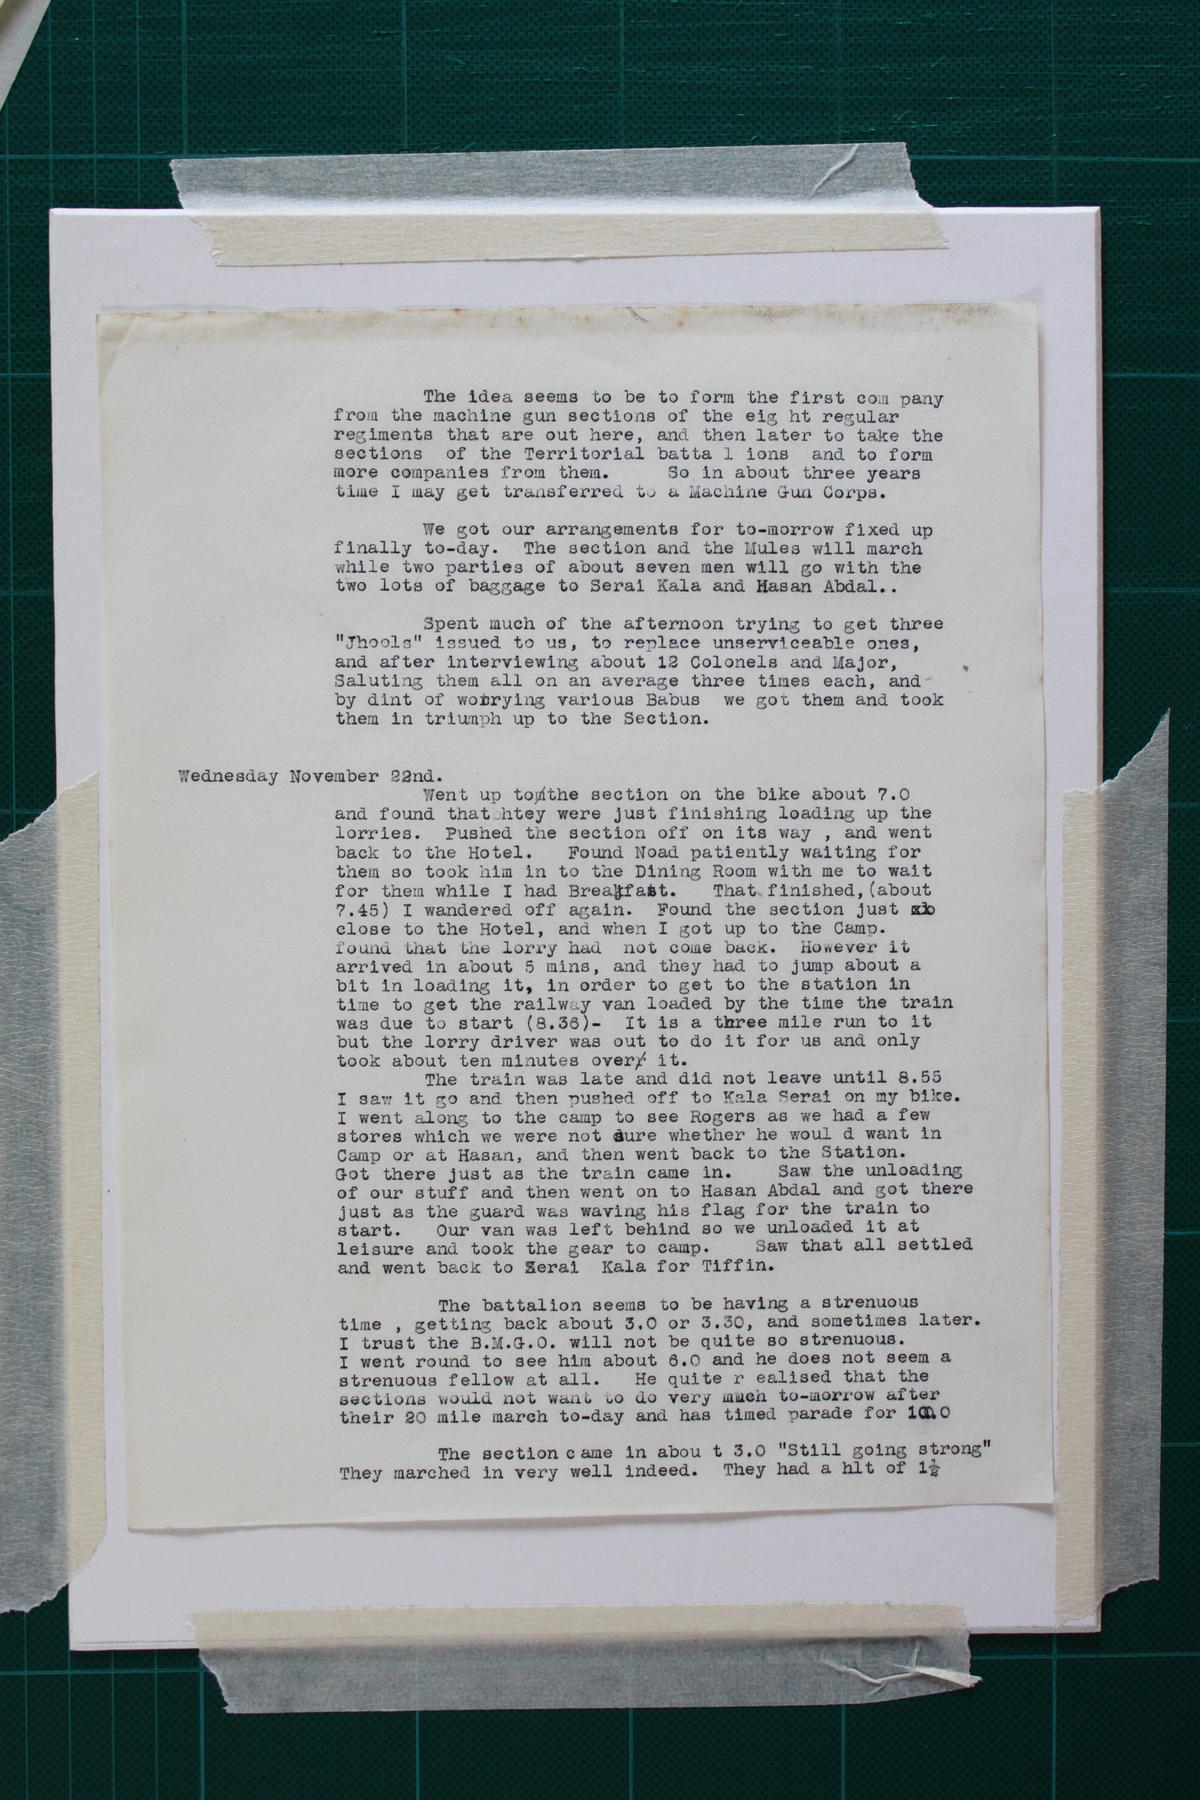 The idea seems to be to form the first com pany
from the machine gun sections of the eig ht regular
regiments that are out here, and then later to take the
sections  of the Territorial batta l ions  and to form
more companies from them.     So in about three years
time I may get transferred to a Machine Gun Corps.
We got our arrangements for to-morrow fixed up
finally to-day.  The section and the Mules will march
while two parties of about seven men will go with the
two lots of baggage to Serai Kala and Hasan Abdal..
Spent much of the afternoon trying to get three
"Jhools" issued to us, to replace unserviceable ones,
and after interviewing about 12 Colonels and Major,
Saluting them all on an average three times each, and
by dint of worrying various Babus  we got them and took
them in triumph up to the Section.
Wednesday November 22nd.
Went up to the section on the bike about 7.0
and found that htey were just finishing loading up the
lorries.  Pushed the section off on its way , and went
back to the Hotel.   Found Noad patiently waiting for
them so took him in to the Dining Room with me to wait
for them while I had Breakfast.   That finished,(about
7.45) I wandered off again.  Found the section just
close to the Hotel, and when I got up to the Camp.
found that the lorry had  not come back.  However it
arrived in about 5 mins, and they had to jump about a
bit in loading it, in order to get to the station in
time to get the railway van loaded by the time the train
was due to start (8.36)-  It is a three mile run to it
but the lorry driver was out to do it for us and only
took about ten minutes over it.
The train was late and did not leave until 8.55
I saw it go and then pushed off to Kala Serai on my bike.
I went along to the camp to see Rogers as we had a few
stores which we were not sure whether he woul d want in
Camp or at Hasan, and then went back to the Station.
Got there just as the train came in.    Saw the unloading
of our stuff and then went on to Hasan Abdal and got there
just as the guard was waving his flag for the train to
start.   Our van was left behind so we unloaded it at
leisure and took the gear to camp.    Saw that all settled
and went back to Serai  Kala for Tiffin.
The battalion seems to be having a strenuous
time , getting back about 3.0 or 3.30, and sometimes later.
I trust the B.M.G.O. will not be quite so strenuous.
I went round to see him about 6.0 and he does not seem a
strenuous fellow at all.   He quite r ealised that the
sections would not want to do very much to-morrow after
their 20 mile march to-day and has timed parade for 10.0
The section came in abou t 3.0 "Still going strong"
They marched in very well indeed.  They had a hlt of 1½